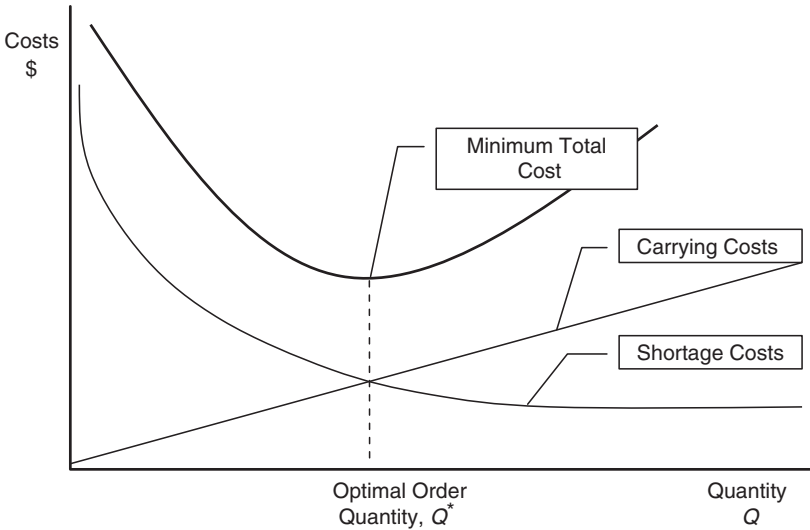 Costs
$
Minimum Total
Cost
Carrying Costs
Shortage Costs
Optimal Order
Quantity, Q*
Quantity
Q